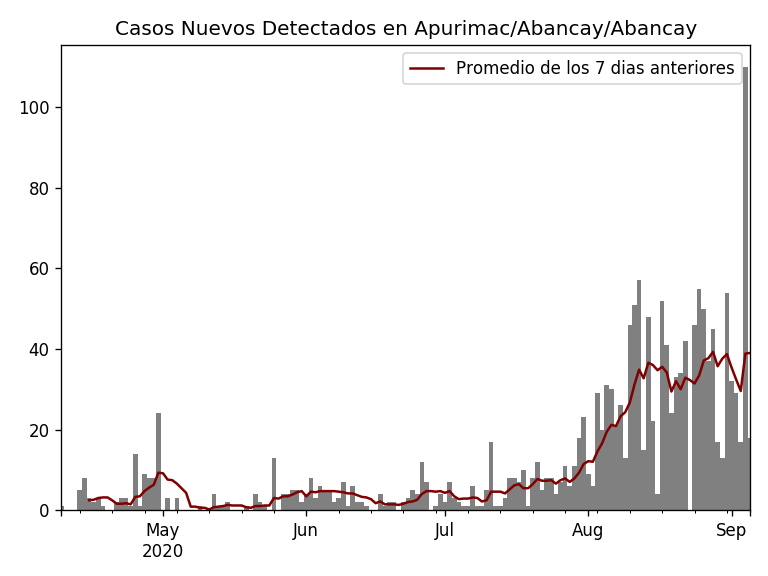 Casos Nuevos Detectados en Apurimac/Abancay/Abancay
Promedio de los 7 dias anteriores
100
80
60
40
20
0
May Jun Jul Aug Sep
2020